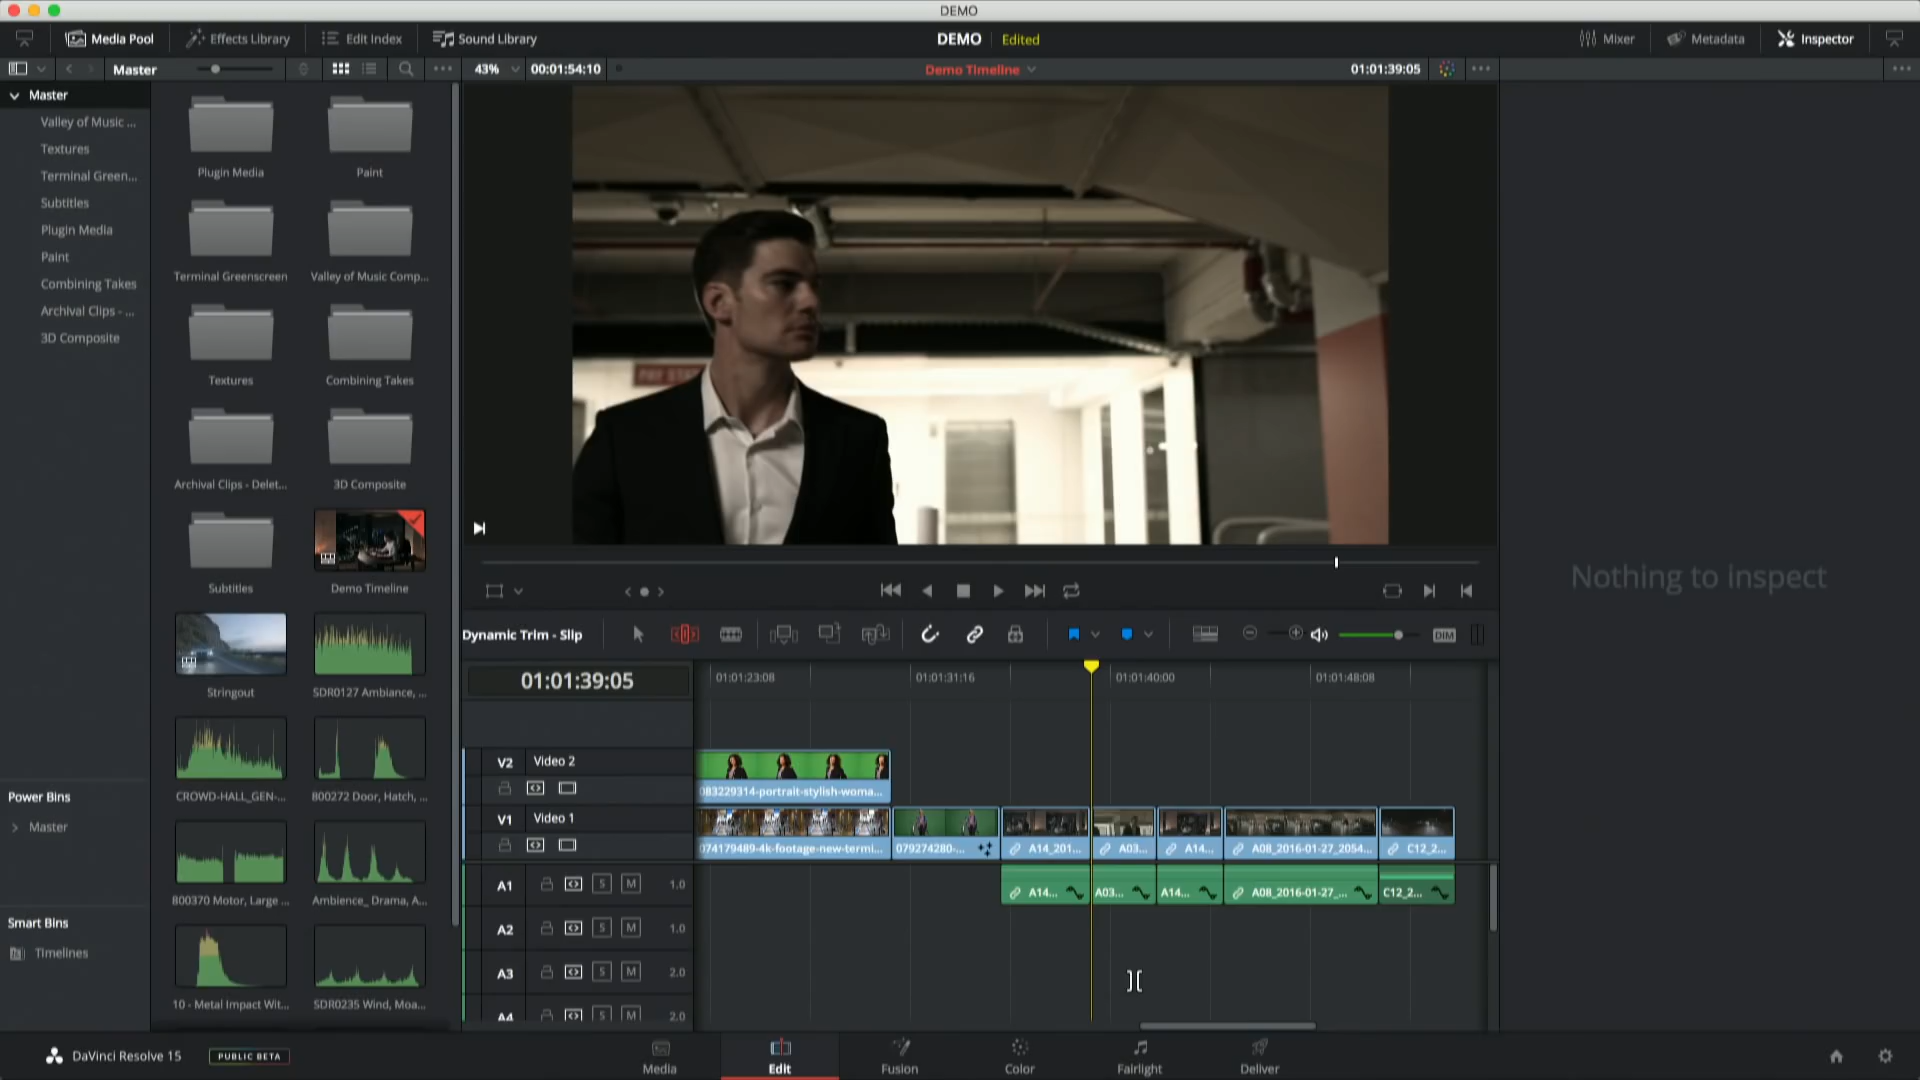 DEMO
Media Pool
Effects Library
Edit Index
Sound Library
DEMO
Edited
Mixer
Metadata
Inspector
Master
43%
00:01:54:10
Demo Timeline
01:01:39:05
Master
Valley of Music ...
Textures
Terminal Green...
Subtitles
Plugin Media
Paint
Combining Takes
Archival Clips - ...
3D Composite
Power Bins
Master
Smart Bins
Timelines
Plugin Media
Paint
Terminal Greenscreen
Valley of Music Comp...
Textures
Combining Takes
Archival Clips - Delet...
3D Composite
Subtitles
Demo Timeline
Stringout
SDR0127 Ambiance, ...
CROWD-HALL_GEN-...
800272 Door, Hatch, ...
800370 Motor, Large ...
Ambience_ Drama, A...
10 - Metal Impact Wit...
SDR0235 Wind, Moa...
Nothing to inspect
Dynamic Trim - Slip
DIM
01:01:39:05
01:01:23:08
01:01:31:16
01:01:40:00
01:01:48:08
V2
Video 2
083229314-portrait-stylish-woma...
V1
Video 1
074179489-4k-footage-new-termi...
079274280-...
A14_201...
A03...
A14...
A08_2016-01-27_2054...
C12_2...
A1
S
M
1.0
A14...
A03...
A14...
A08_2016-01-27_...
C12_2...
A2
S
M
1.0
A3
S
M
2.0
A4
S
M
2.0
DaVinci Resolve 15
PUBLIC BETA
Media
Edit
Fusion
Color
Fairlight
Deliver